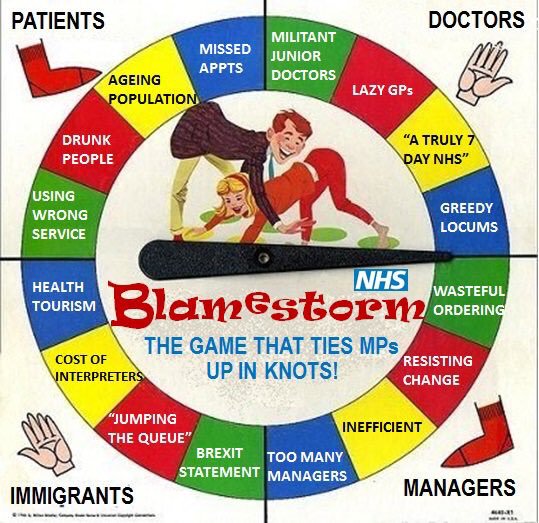 PATIENTS
DOCTORS
MISSED
APPTS
MILITANT
JUNIOR
DOCTORS
LAZY GPs
"A TRULY 7
DAY NHS"
GREEDY
LOCUMS
AGEING
POPULATION
DRUNK
PEOPLE
USING
WRONG
SERVICE
HEALTH
TOURISM
COST OF
INTERPRETERS
"JUMPING
THE QUEUE"
BREXIT
STATEMENT
TOO MANY
MANAGERS
INEFFICIENT
RESISTING
CHANGE
WASTEFUL
ORDERING
NHS
Blamestorm
THE GAME THAT TIES MPs
UP IN KNOTS!
IMMIGRANTS
MANAGERS